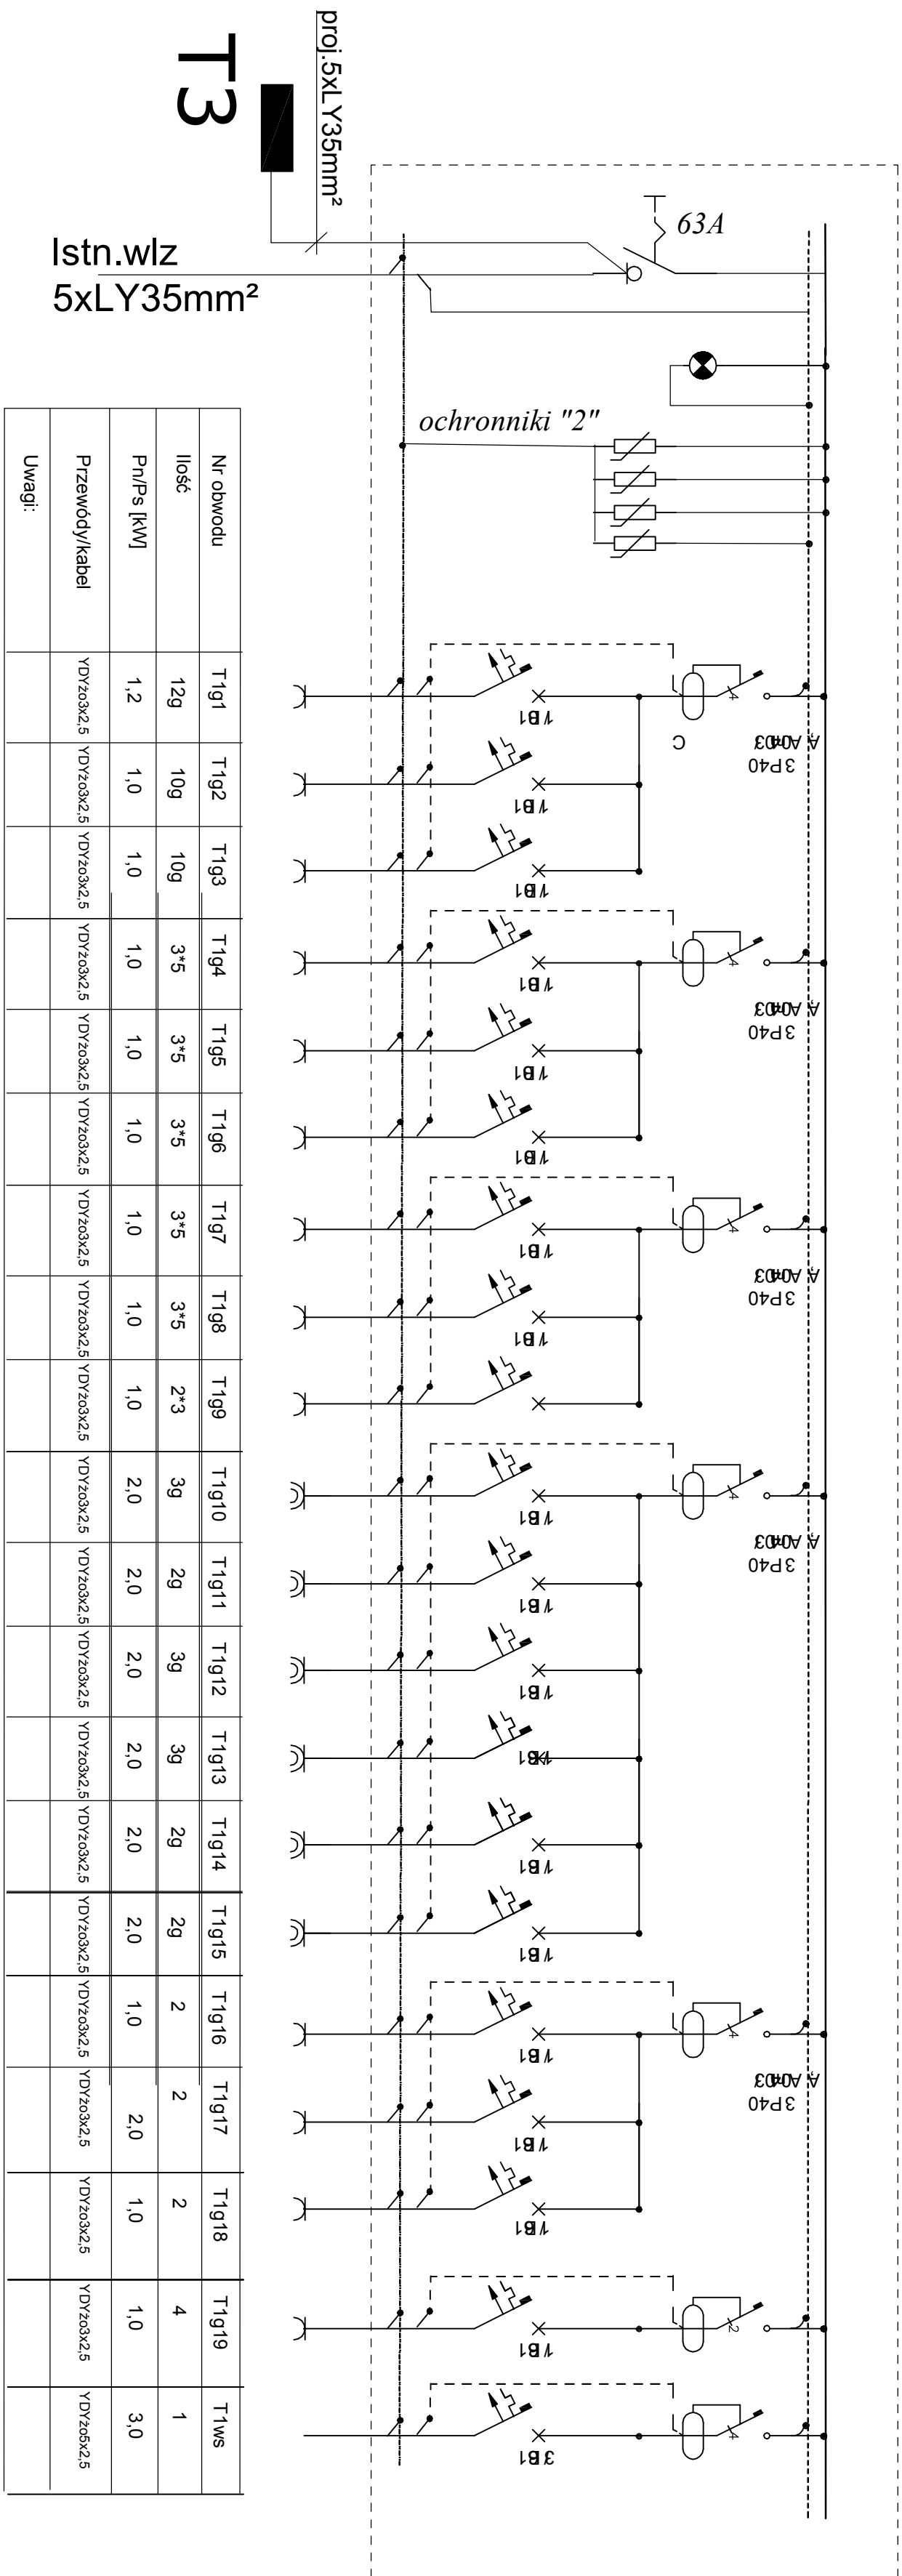 T3
proj.5xLY35mm²
Istn.wlz
5xLY35mm²
63A
ochronniki "2"
Nr obwodu T1g1 T1g2 T1g3 T1g4 T1g5 T1g6 T1g7 T1g8 T1g9 T1g10 T1g11 T1g12 T1g13 T1g14 T1g15 T1g16 T1g17 T1g18 T1g19 T1ws
Ilość 12g 10g 10g 3*5 3*5 3*5 3*5 3*5 2*3 3g 2g 3g 3g 2g 2g 2 2 2 4 1
Pn/Ps [kW] 1,2 1,0 1,0 1,0 1,0 1,0 1,0 1,0 1,0 2,0 2,0 2,0 2,0 2,0 2,0 1,0 2,0 1,0 1,0 3,0
Przewódy/kabel YDYżo3x2,5 YDYżo3x2,5 YDYżo3x2,5 YDYżo3x2,5 YDYżo3x2,5 YDYżo3x2,5 YDYżo3x2,5 YDYżo3x2,5 YDYżo3x2,5 YDYżo3x2,5 YDYżo3x2,5 YDYżo3x2,5 YDYżo3x2,5 YDYżo3x2,5 YDYżo3x2,5 YDYżo3x2,5 YDYżo3x2,5 YDYżo3x2,5 YDYżo3x2,5 YDYżo5x2,5
Uwagi:
C
3P40
3P40
3P40
3P40
3P40
4
4
4
4
4
2
4